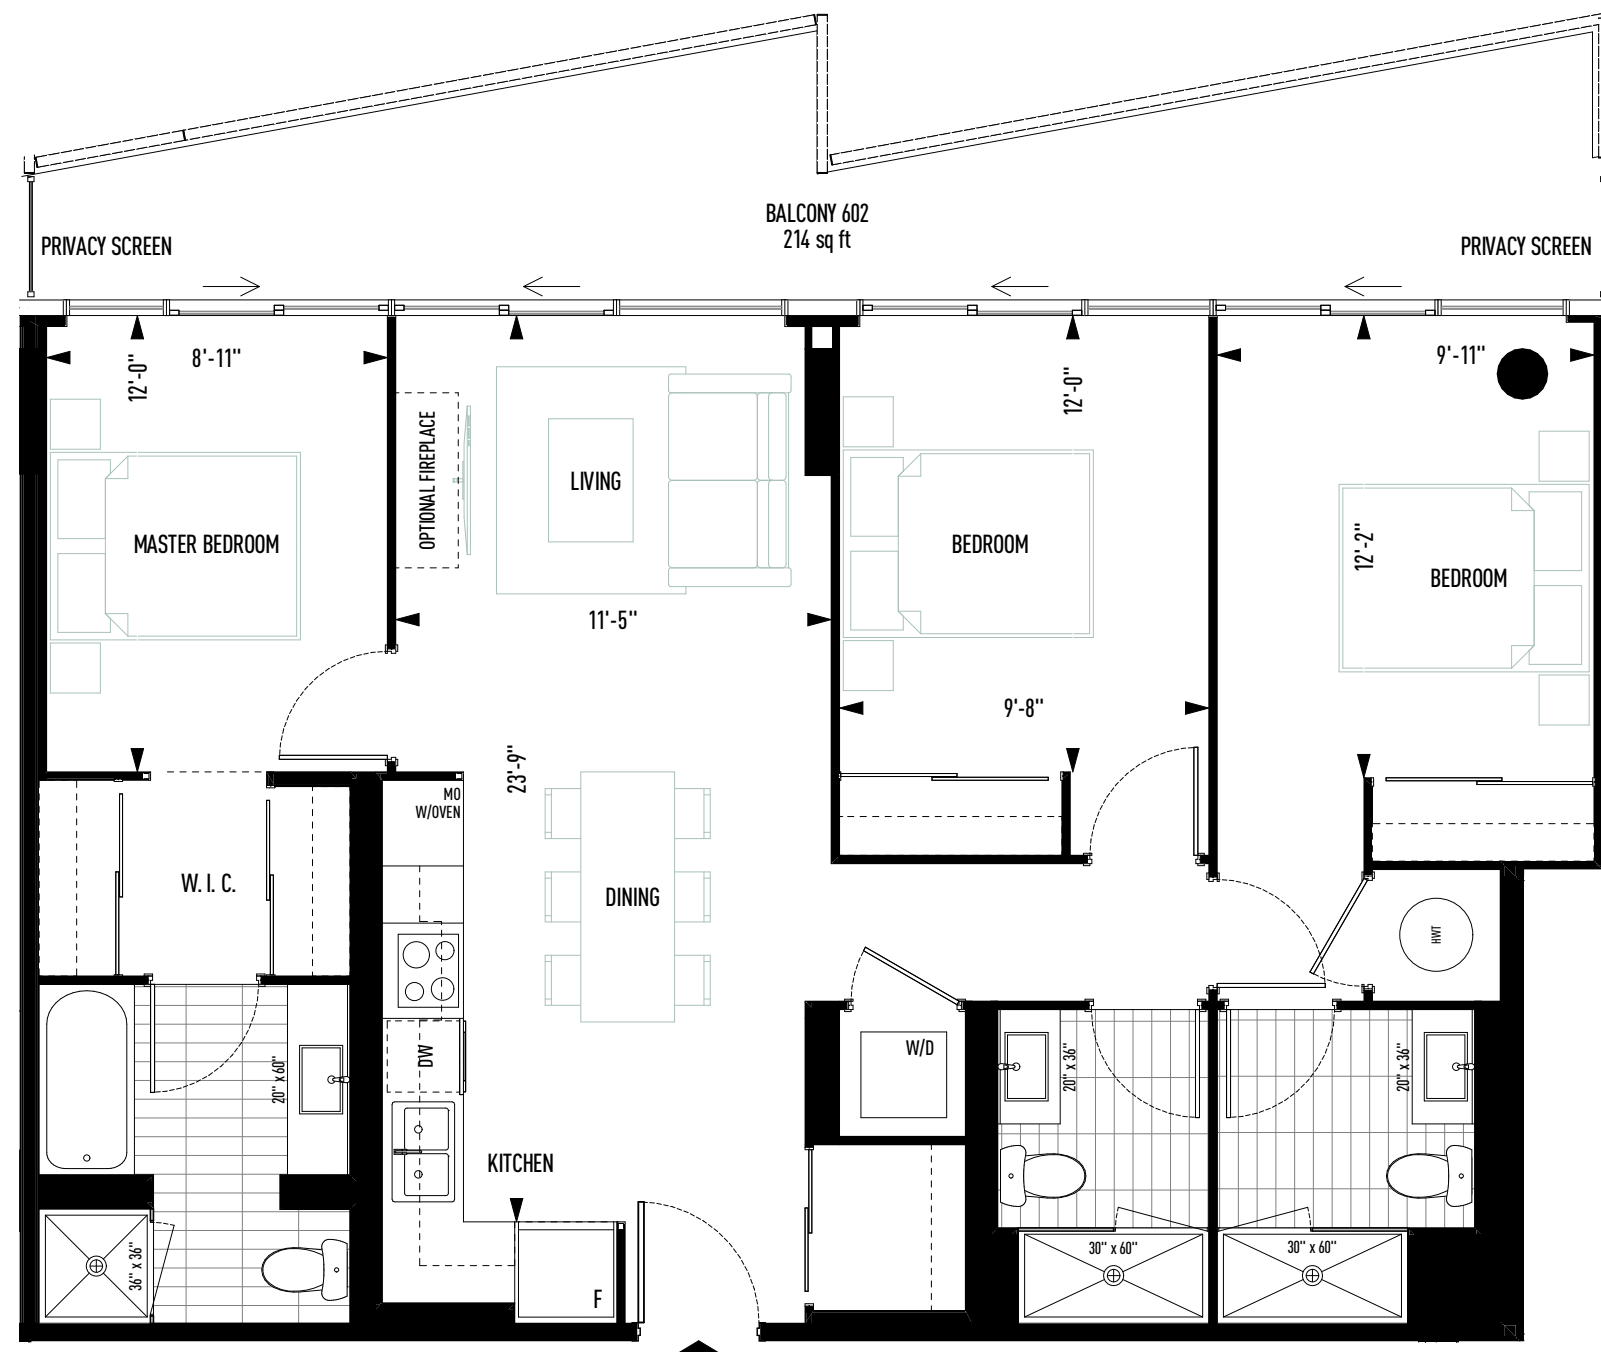 BALCONY 602
214 sq ft
PRIVACY SCREEN
PRIVACY SCREEN
8'-11"
12'-0"
12'-0"
9'-11"
OPTIONAL FIREPLACE
LIVING
MASTER BEDROOM
BEDROOM
12'-2"
BEDROOM
11'-5"
9'-8"
23'-9"
MO
W/OVEN
W. I. C.
DINING
HWT
DW
W/D
20" x 60"
20" x 36"
20" x 36"
KITCHEN
36" x 36"
30" x 60"
30" x 60"
F